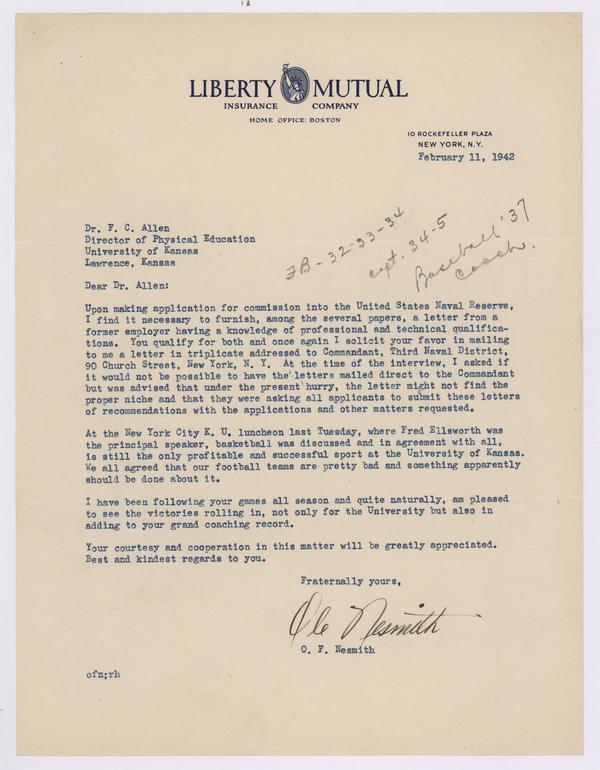 LIBERTY MUTUAL
INSURANCE COMPANY
HOME OFFICE: BOSTON
10 ROCKEFELLER PLAZA
NEW YORK, N.Y.
February 11, 1942
Dr. F. C. Allen
Director of Physical Education
University of Kansas
Lawrence, Kansas
FB - 32-33-34
capt. 34-5
Baseball '37
Coach.
Dear Dr. Allen:
Upon making application for commission into the United States Naval Reserve,
I find it necessary to furnish, among the several papers, a letter from a
former employer having a knowledge of professional and technical qualifica-
tions. You qualify for both and once again I solicit your favor in mailing
to me a letter in triplicate addressed to Commandant, Third Naval District,
90 Church Street, New York, N. Y. At the time of the interview, I asked if
it would not be possible to have the letters mailed direct to the Commandant
but was advised that under the present hurry, the letter might not find the
proper niche and that they were asking all applicants to submit these letters
of recommendations with the applications and other matters requested.
At the New York City K. U. luncheon last Tuesday, where Fred Ellsworth was
the principal speaker, basketball was discussed and in agreement with all,
is still the only profitable and successful sport at the University of Kansas.
We all agreed that our football teams are pretty bad and something apparently
should be done about it.
I have been following your games all season and quite naturally, am pleased
to see the victories rolling in, not only for the University but also in
adding to your grand coaching record.
Your courtesy and cooperation in this matter will be greatly appreciated.
Best and kindest regards to you.
Fraternally yours,
Ole Nesmith
O. F. Nesmith
ofn;rh